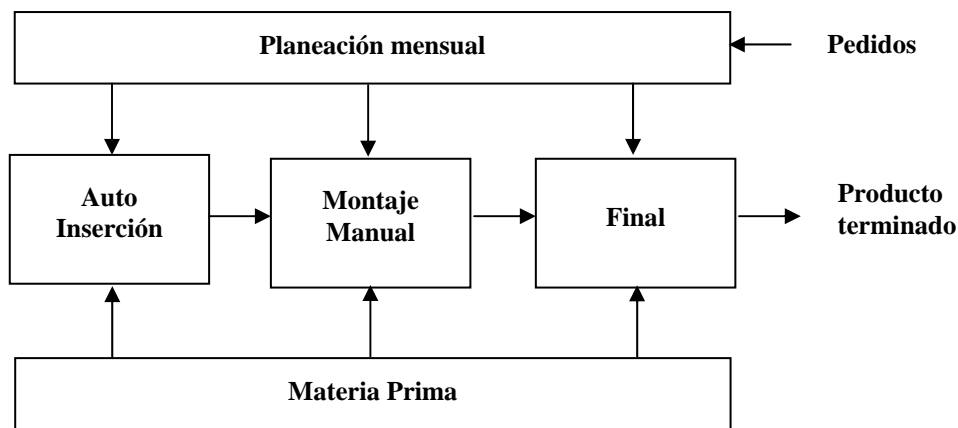 Planeación mensual
Pedidos
Auto
Inserción
Montaje
Manual
Final
Producto
terminado
Materia Prima